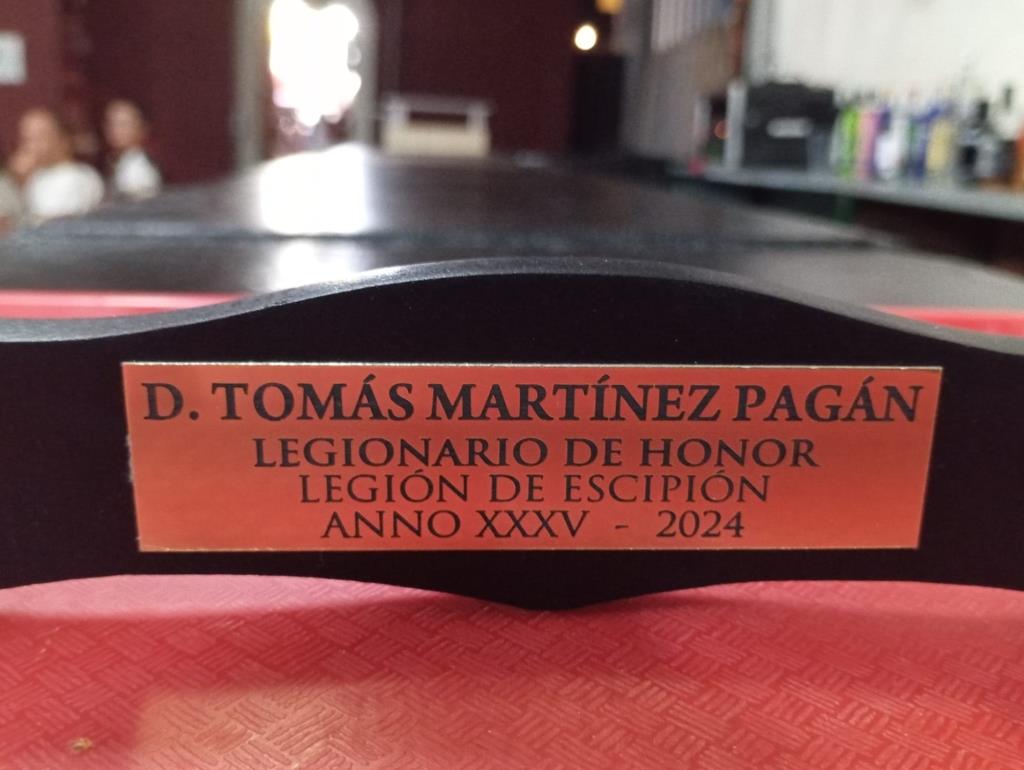 D. TOMÁS MARTÍNEZ PAGÁN
LEGIONARIO DE HONOR
LEGIÓN DE ESCIPIÓN
ANNO XXXV - 2024